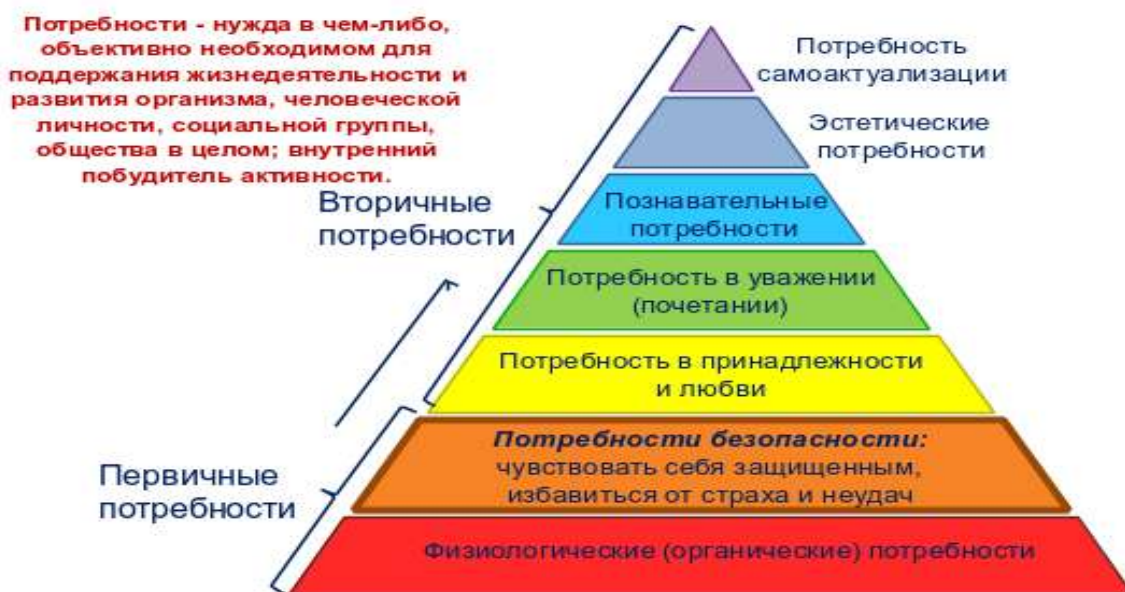 Потребности - нужда в чем-либо,
объективно необходимом для
поддержания жизнедеятельности и
развития организма, человеческой
личности, социальной группы,
общества в целом; внутренний
побудитель активности.
Потребность
самоактуализации
Эстетические
потребности
Вторичные
потребности
Познавательные
потребности
Потребность в уважении
(почетании)
Потребность в принадлежности
и любви
Первичные
потребности
Потребности безопасности:
чувствовать себя защищенным,
избавиться от страха и неудач
Физиологические (органические) потребности